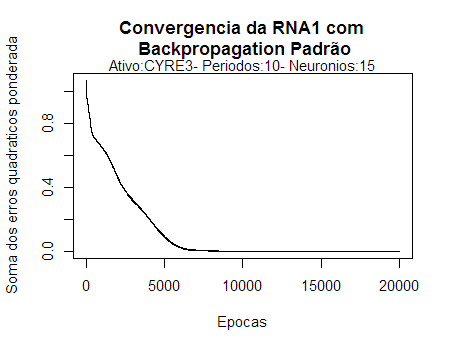 Convergencia da RNA1 com
Backpropagation Padrão
Ativo:CYRE3- Periodos:10- Neuronios:15
Soma dos erros quadraticos ponderada
0.8
0.4
0.0
0 5000 10000 15000 20000
Epocas